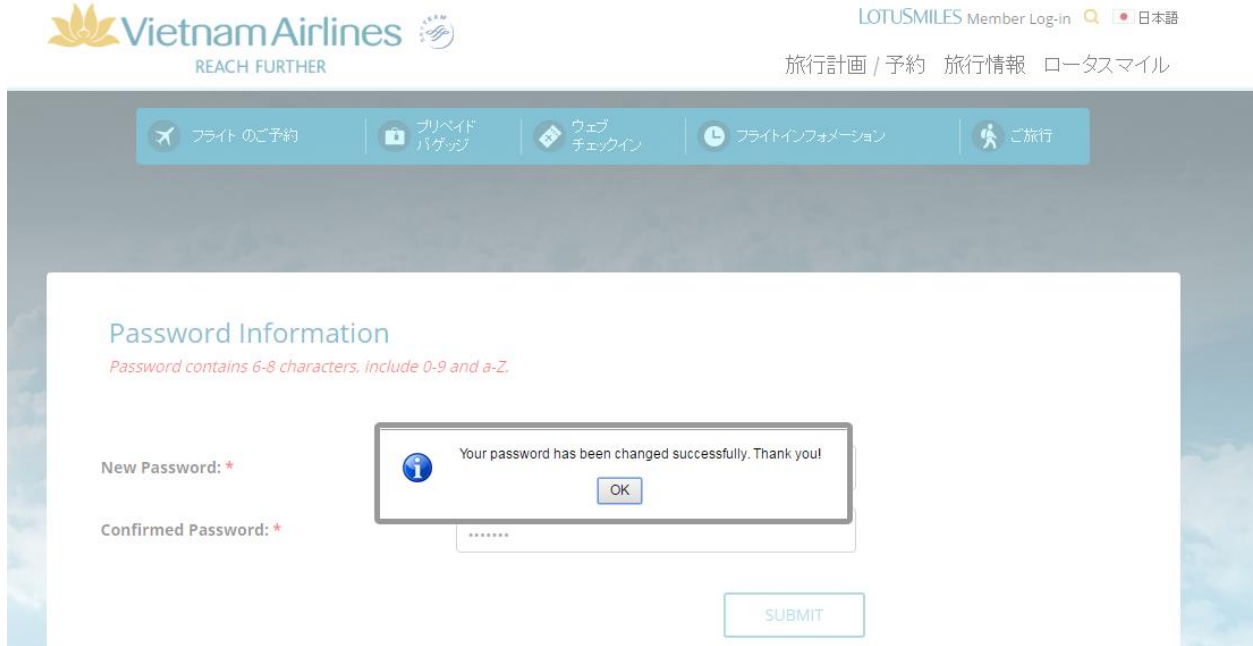 LOTUSMILES Member Log-in 日本語
Vietnam Airlines
REACH FURTHER
旅行計画 / 予約 旅行情報 ロータスマイル
フライト のご予約
プリペイド
バゲッジ
ウェブ
チェックイン
フライトインフォメーション
ご旅行
Password Information
Password contains 6-8 characters, include 0-9 and a-Z.
Your password has been changed successfully. Thank you!
OK
New Password: *
Confirmed Password: *
•••••••
SUBMIT